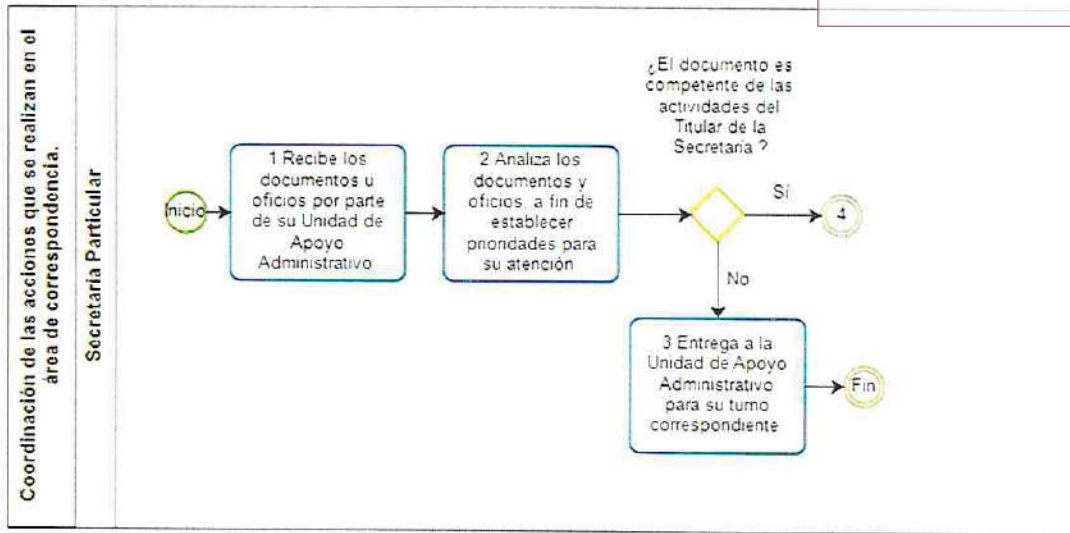 Coordinación de las acciones que se realizan en el
área de correspondencia.
Secretaría Particular
Inicio
1 Recibe los
documentos u
oficios por parte
de su Unidad de
Apoyo
Administrativo
2 Analiza los
documentos y
oficios, a fin de
establecer
prioridades para
su atención
¿El documento es
competente de las
actividades del
Titular de la
Secretaría ?
Sí
4
No
3 Entrega a la
Unidad de Apoyo
Administrativo
para su turno
correspondiente
Fin